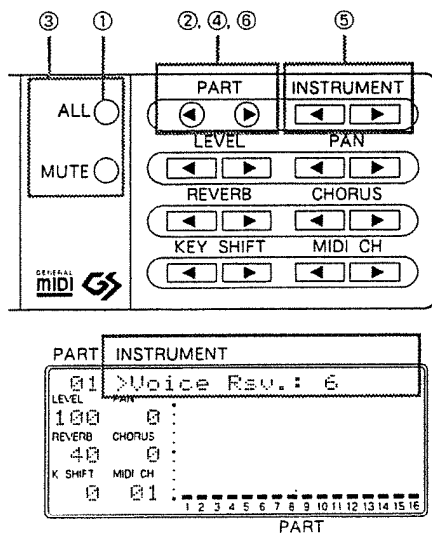 ③ ① ②, ④, ⑥ ⑤
ALL PART INSTRUMENT
LEVEL PAN
MUTE
REVERB CHORUS
KEY SHIFT MIDI CH
GENERAL
MIDI GS
PART INSTRUMENT
01 >Voice Rsv.: 6
LEVEL PAN
100 0
REVERB CHORUS
40 0
K SHIFT MIDI CH
0 01
1 2 3 4 5 6 7 8 9 10 11 12 13 14 15 16
PART